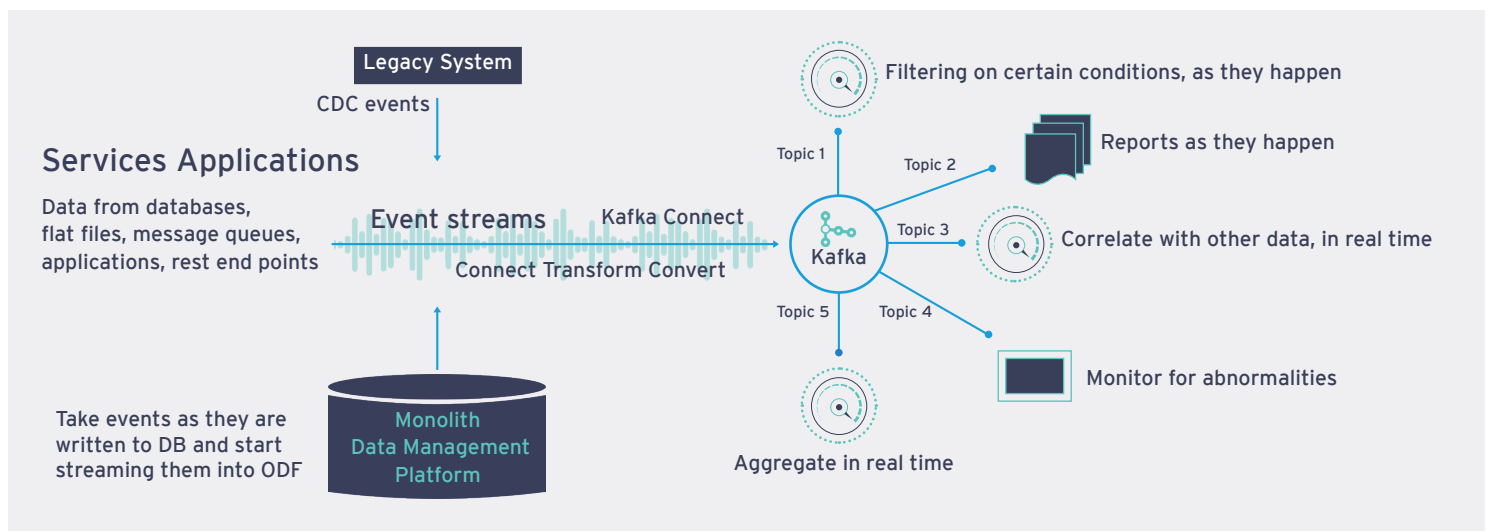 Legacy System
CDC events
Services Applications
Data from databases,
flat files, message queues,
applications, rest end points
Event streams
Kafka Connect
Connect Transform Convert
Take events as they are
written to DB and start
streaming them into ODF
Monolith
Data Management
Platform
Kafka
Topic 1
Filtering on certain conditions, as they happen
Topic 2
Reports as they happen
Topic 3
Correlate with other data, in real time
Topic 4
Monitor for abnormalities
Topic 5
Aggregate in real time